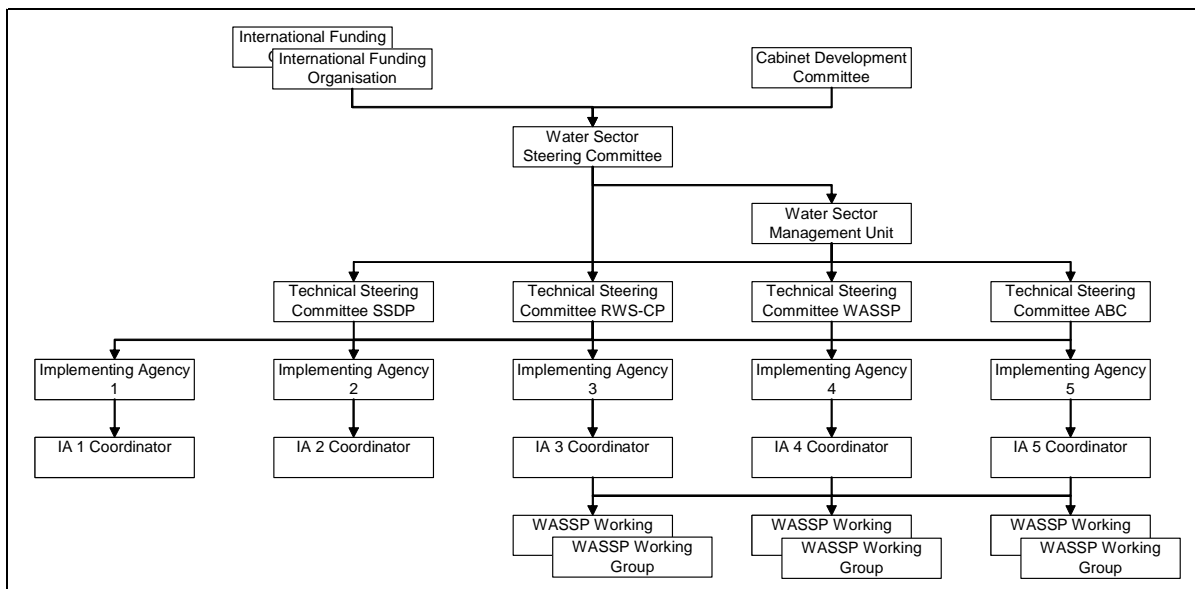 International Funding
International Funding
Organisation
Cabinet Development
Committee
Water Sector
Steering Committee
Water Sector
Management Unit
Technical Steering
Committee SSDP
Technical Steering
Committee RWS-CP
Technical Steering
Committee WASSP
Technical Steering
Committee ABC
Implementing Agency
1
Implementing Agency
2
Implementing Agency
3
Implementing Agency
4
Implementing Agency
5
IA 1 Coordinator
IA 2 Coordinator
IA 3 Coordinator
IA 4 Coordinator
IA 5 Coordinator
WASSP Working
WASSP Working
Group
WASSP Working
WASSP Working
Group
WASSP Working
WASSP Working
Group